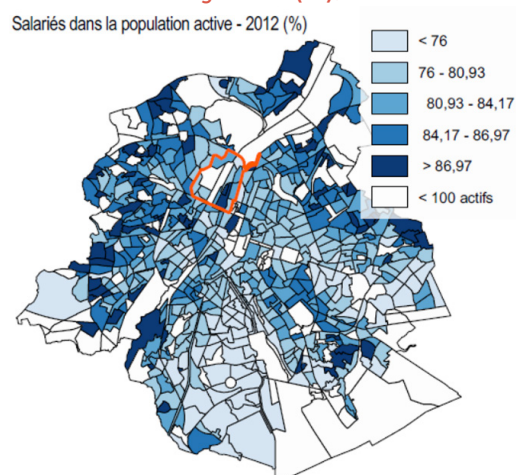 Salariés dans la population active - 2012 (%)
< 76
76 - 80,93
80,93 - 84,17
84,17 - 86,97
> 86,97
< 100 actifs